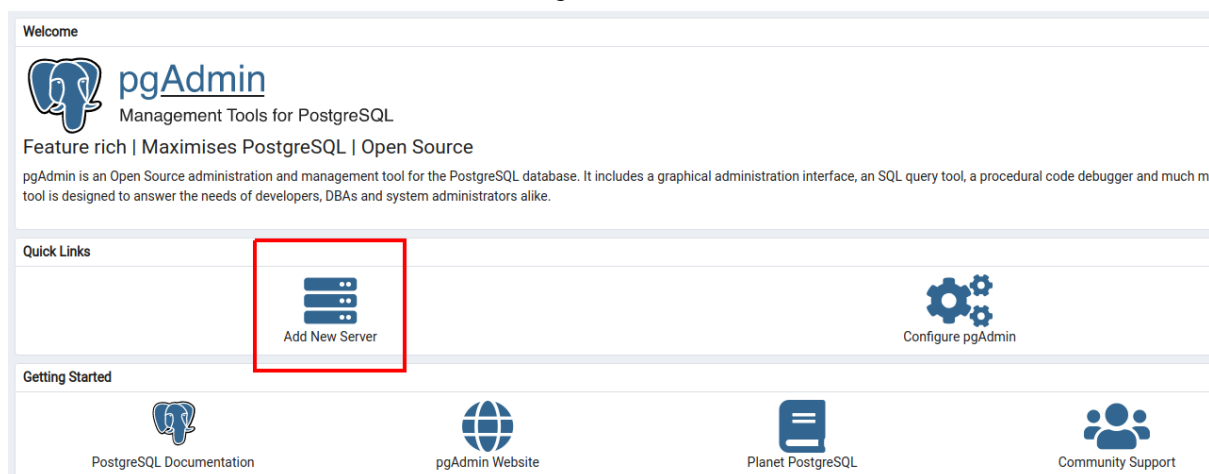 Welcome
pgAdmin
Management Tools for PostgreSQL
Feature rich | Maximises PostgreSQL | Open Source
pgAdmin is an Open Source administration and management tool for the PostgreSQL database. It includes a graphical administration interface, an SQL query tool, a procedural code debugger and much m
tool is designed to answer the needs of developers, DBAs and system administrators alike.
Quick Links
Add New Server
Configure pgAdmin
Getting Started
PostgreSQL Documentation
pgAdmin Website
Planet PostgreSQL
Community Support